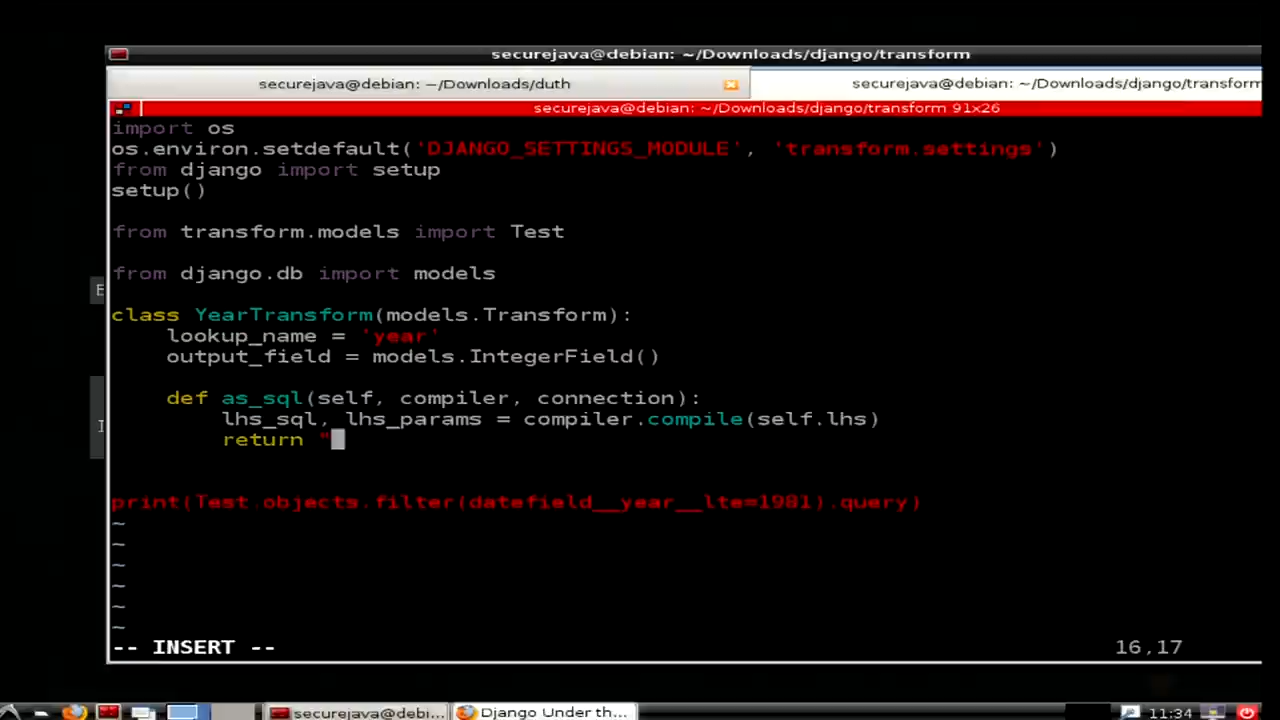 securejava@debian: ~/Downloads/django/transform
securejava@debian: ~/Downloads/duth
securejava@debian: ~/Downloads/django/transform
securejava@debian: ~/Downloads/django/transform 91x26
import os
os.environ.setdefault('DJANGO_SETTINGS_MODULE', 'transform.settings')
from django import setup
setup()
from transform.models import Test
from django.db import models
class YearTransform(models.Transform):
lookup_name = 'year'
output_field = models.IntegerField()
def as_sql(self, compiler, connection):
lhs_sql, lhs_params = compiler.compile(self.lhs)
return "
print(Test.objects.filter(datefield__year__lte=1981).query)
~
~
~
~
~
~
-- INSERT --
16,17
securejava@debi...
Django Under th...
11:34